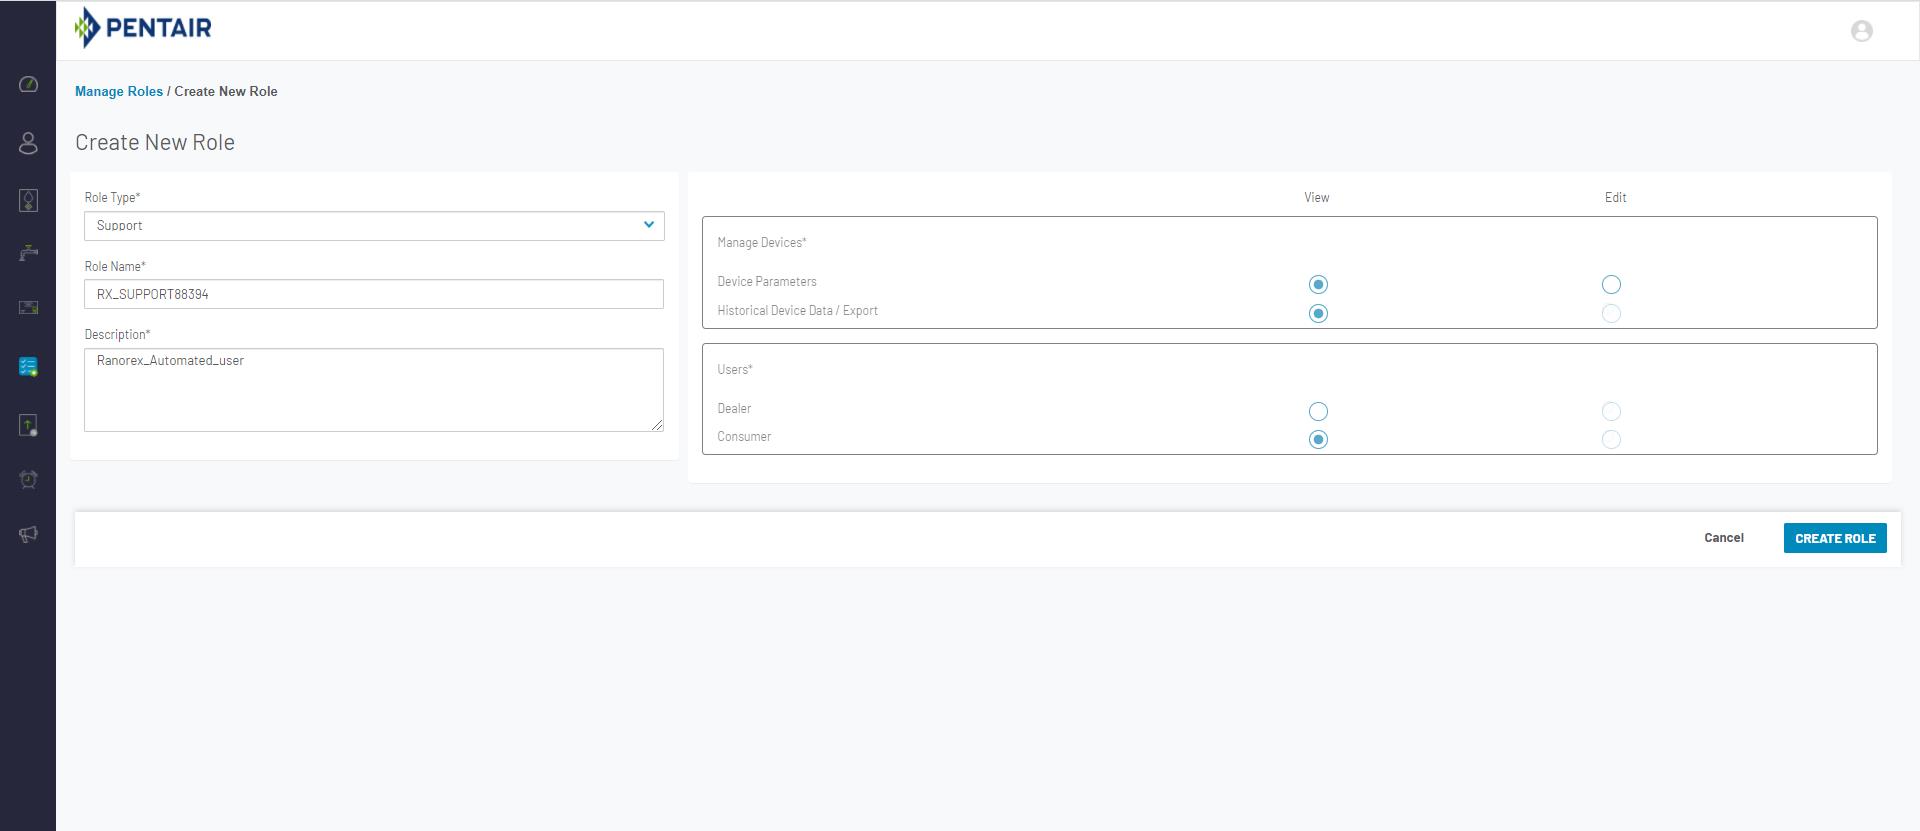 PENTAIR
Manage Roles / Create New Role
Create New Role
Role Type*
Support
Role Name*
RX_SUPPORT88394
Description*
Ranorex_Automated_user
View Edit
Manage Devices*
Device Parameters
Historical Device Data / Export
Users*
Dealer
Consumer
Cancel CREATE ROLE